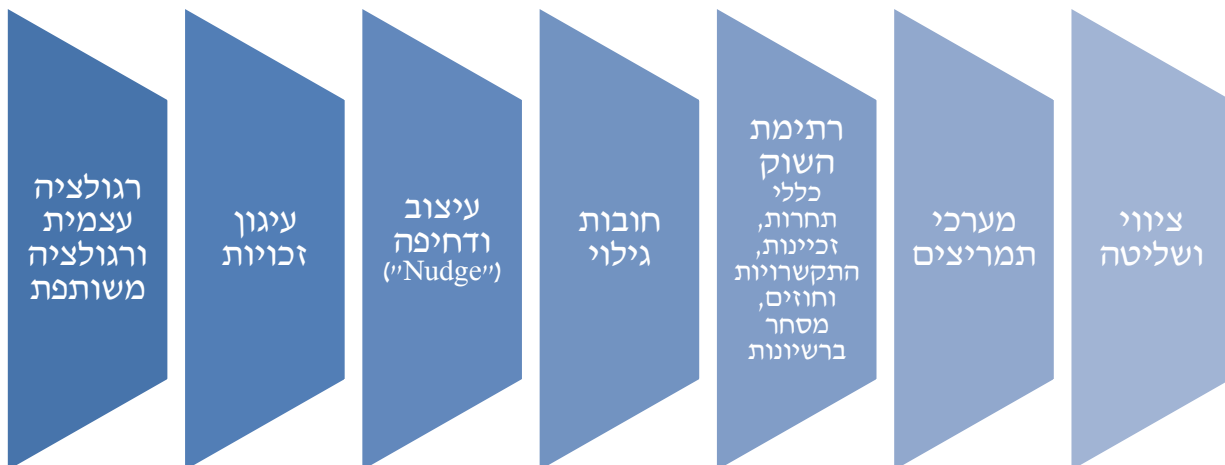 ציווי
ושליטה
מערכי
תמריצים
רתימת
השוק
כללי
תחרות,
זכיינות,
התקשרויות
וחוזים,
מסחר
ברשיונות
חובות
גילוי
עיצוב
ודחיפה
("Nudge")
עיגון
זכויות
רגולציה
עצמית
ורגולציה
משותפת